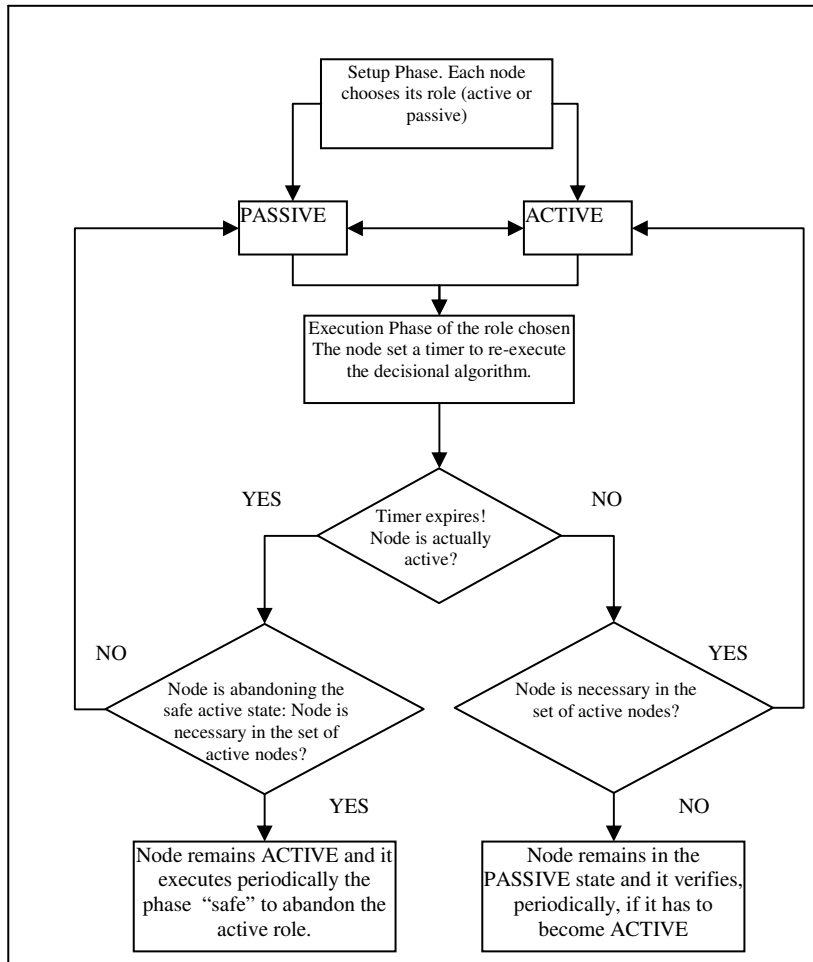 Setup Phase. Each node
chooses its role (active or
passive)
PASSIVE
ACTIVE
Execution Phase of the role chosen
The node set a timer to re-execute
the decisional algorithm.
YES
NO
Timer expires!
Node is actually
active?
NO
YES
Node is abandoning the
safe active state: Node is
necessary in the set of
active nodes?
Node is necessary in the
set of active nodes?
YES
NO
Node remains ACTIVE and it
executes periodically the
phase “safe” to abandon the
active role.
Node remains in the
PASSIVE state and it verifies,
periodically, if it has to
become ACTIVE